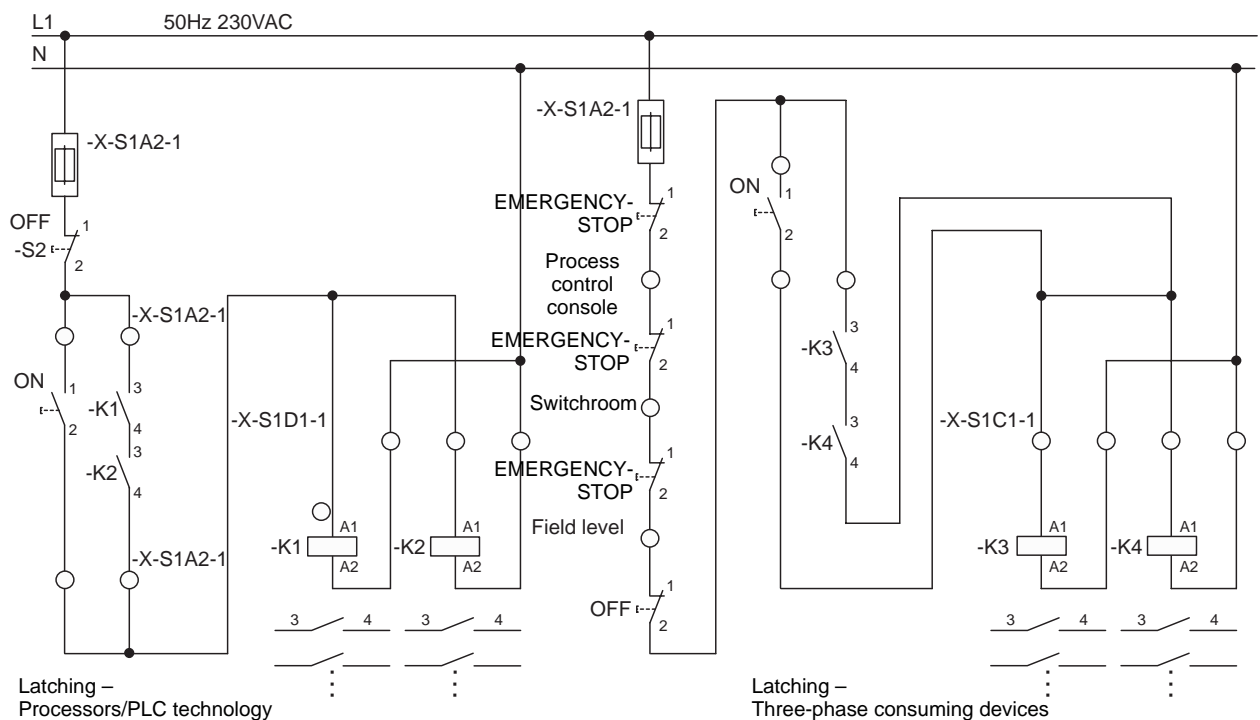 L1 50Hz 230VAC
N
-X-S1A2-1
OFF
-S2
1
2
-X-S1A2-1
ON
1
2
3
-K1
4
3
-K2
4
-X-S1A2-1
-X-S1D1-1
-K1
A1
A2
-K2
A1
A2
3 4
3 4
Latching –
Processors/PLC technology
-X-S1A2-1
EMERGENCY-
STOP
1
2
Process
control
console
EMERGENCY-
STOP
1
2
Switchroom
EMERGENCY-
STOP
1
2
Field level
OFF
1
2
ON
1
2
-K3
3
4
-K4
3
4
-X-S1C1-1
-K3
A1
A2
-K4
A1
A2
3 4
3 4
Latching –
Three-phase consuming devices